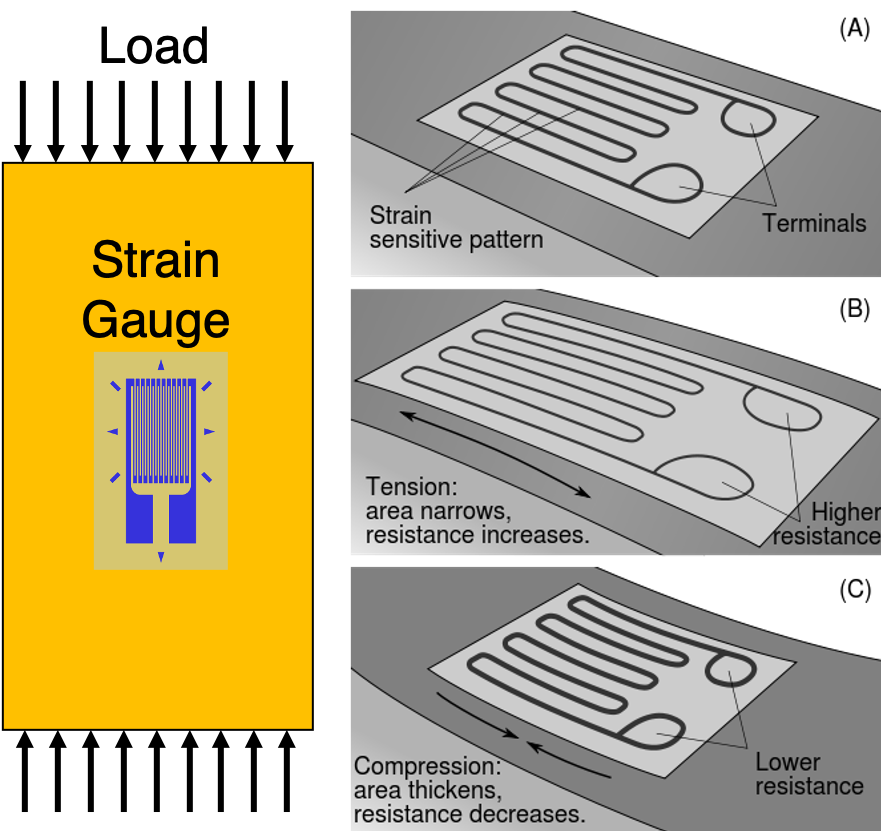 Load
Strain
Gauge
(A)
Strain
sensitive pattern
Terminals
(B)
Tension:
area narrows,
resistance increases.
Higher
resistance
(C)
Compression:
area thickens,
resistance decreases.
Lower
resistance